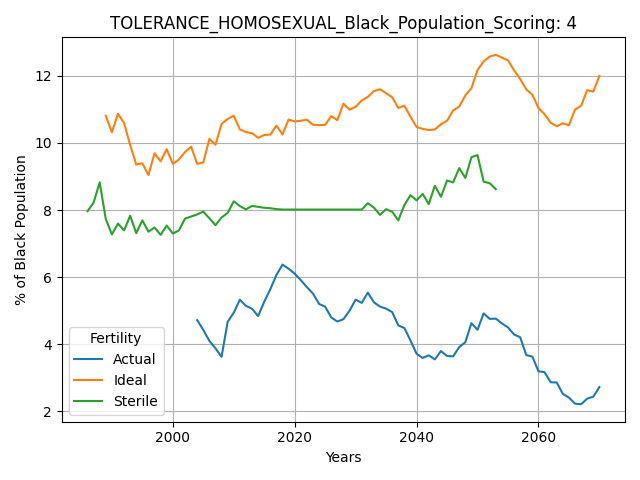 TOLERANCE_HOMOSEXUAL_Black_Population_Scoring: 4
% of Black Population
12
10
8
6
4
2
Fertility
Actual
Ideal
Sterile
2000 2020 2040 2060
Years